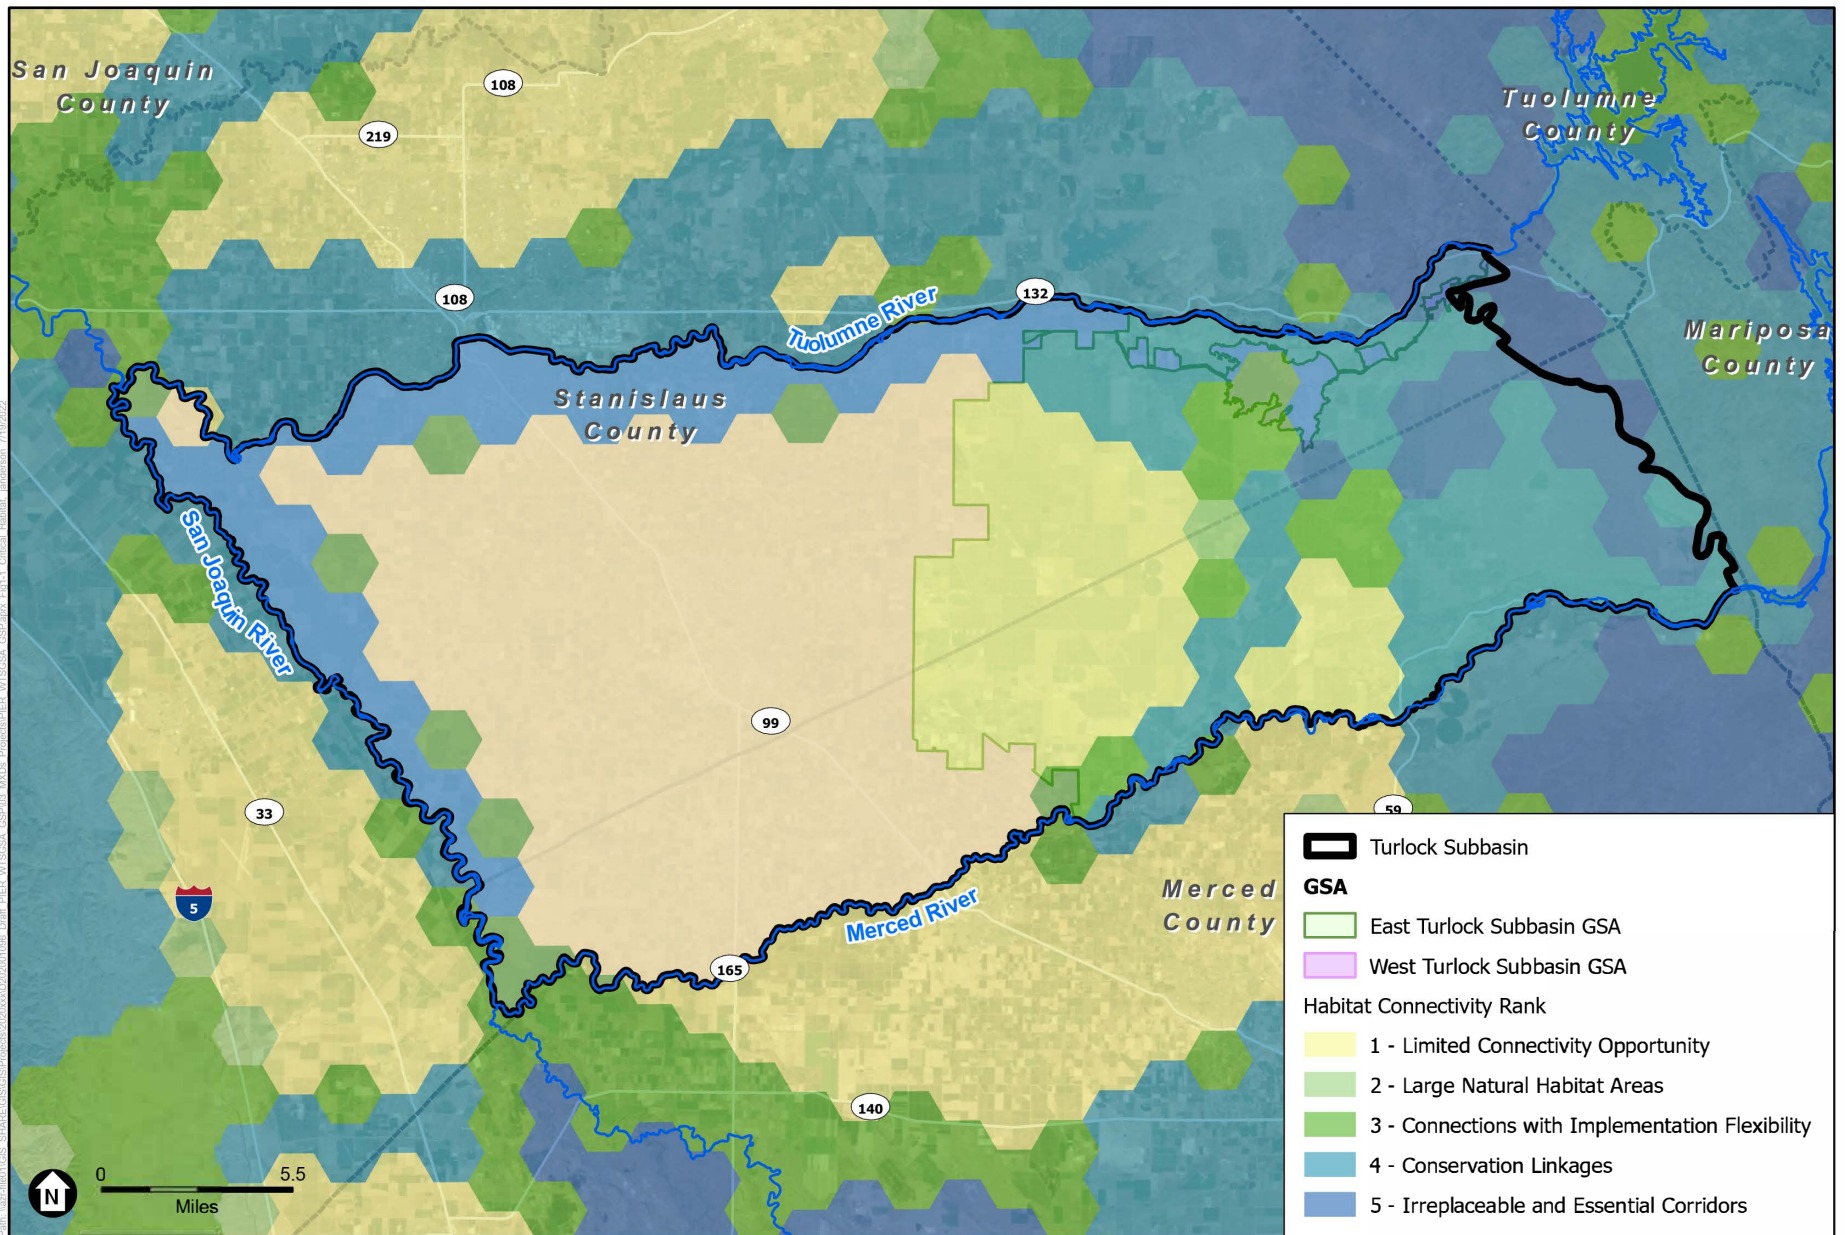 San Joaquin
County
108
219
Tuolumne
County
108
132
Tuolumne River
Mariposa
County
Stanislaus
County
San Joaquin River
99
33
59
5
Merced
County
Merced River
165
140
N
0 5.5
Miles
Turlock Subbasin
GSA
East Turlock Subbasin GSA
West Turlock Subbasin GSA
Habitat Connectivity Rank
1 - Limited Connectivity Opportunity
2 - Large Natural Habitat Areas
3 - Connections with Implementation Flexibility
4 - Conservation Linkages
5 - Irreplaceable and Essential Corridors